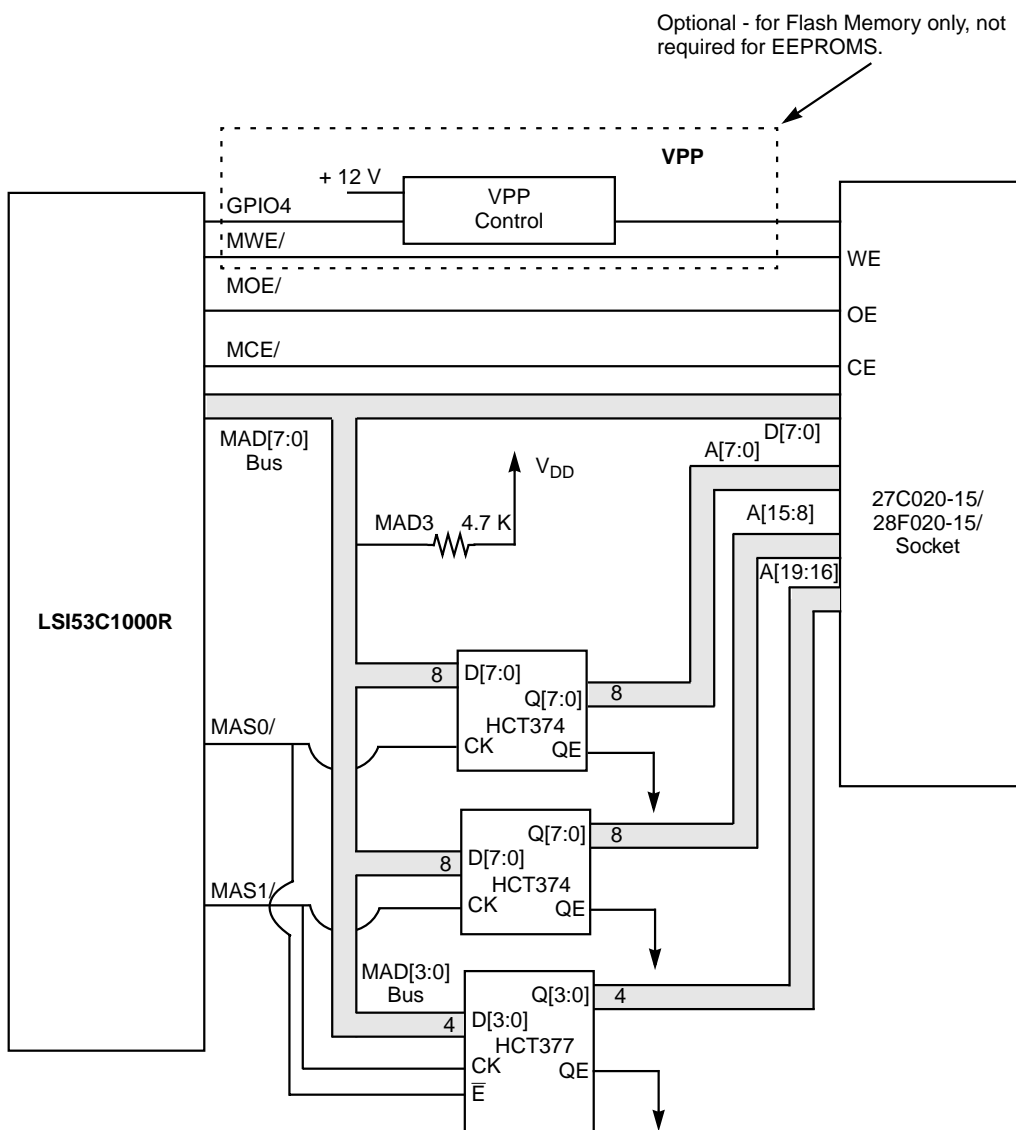 Optional - for Flash Memory only, not
required for EEPROMS.
VPP
+ 12 V
VPP
Control
GPIO4
MWE/
WE
MOE/
OE
MCE/
CE
MAD[7:0]
Bus
D[7:0]
A[7:0]
VDD
MAD3
4.7 K
A[15:8]
27C020-15/
28F020-15/
Socket
A[19:16]
LSI53C1000R
8
D[7:0]
Q[7:0]
8
HCT374
MAS0/
CK
QE
Q[7:0]
8
8
D[7:0]
HCT374
MAS1/
CK
QE
MAD[3:0]
Bus
Q[3:0]
4
4
D[3:0]
HCT377
CK
QE
E̅